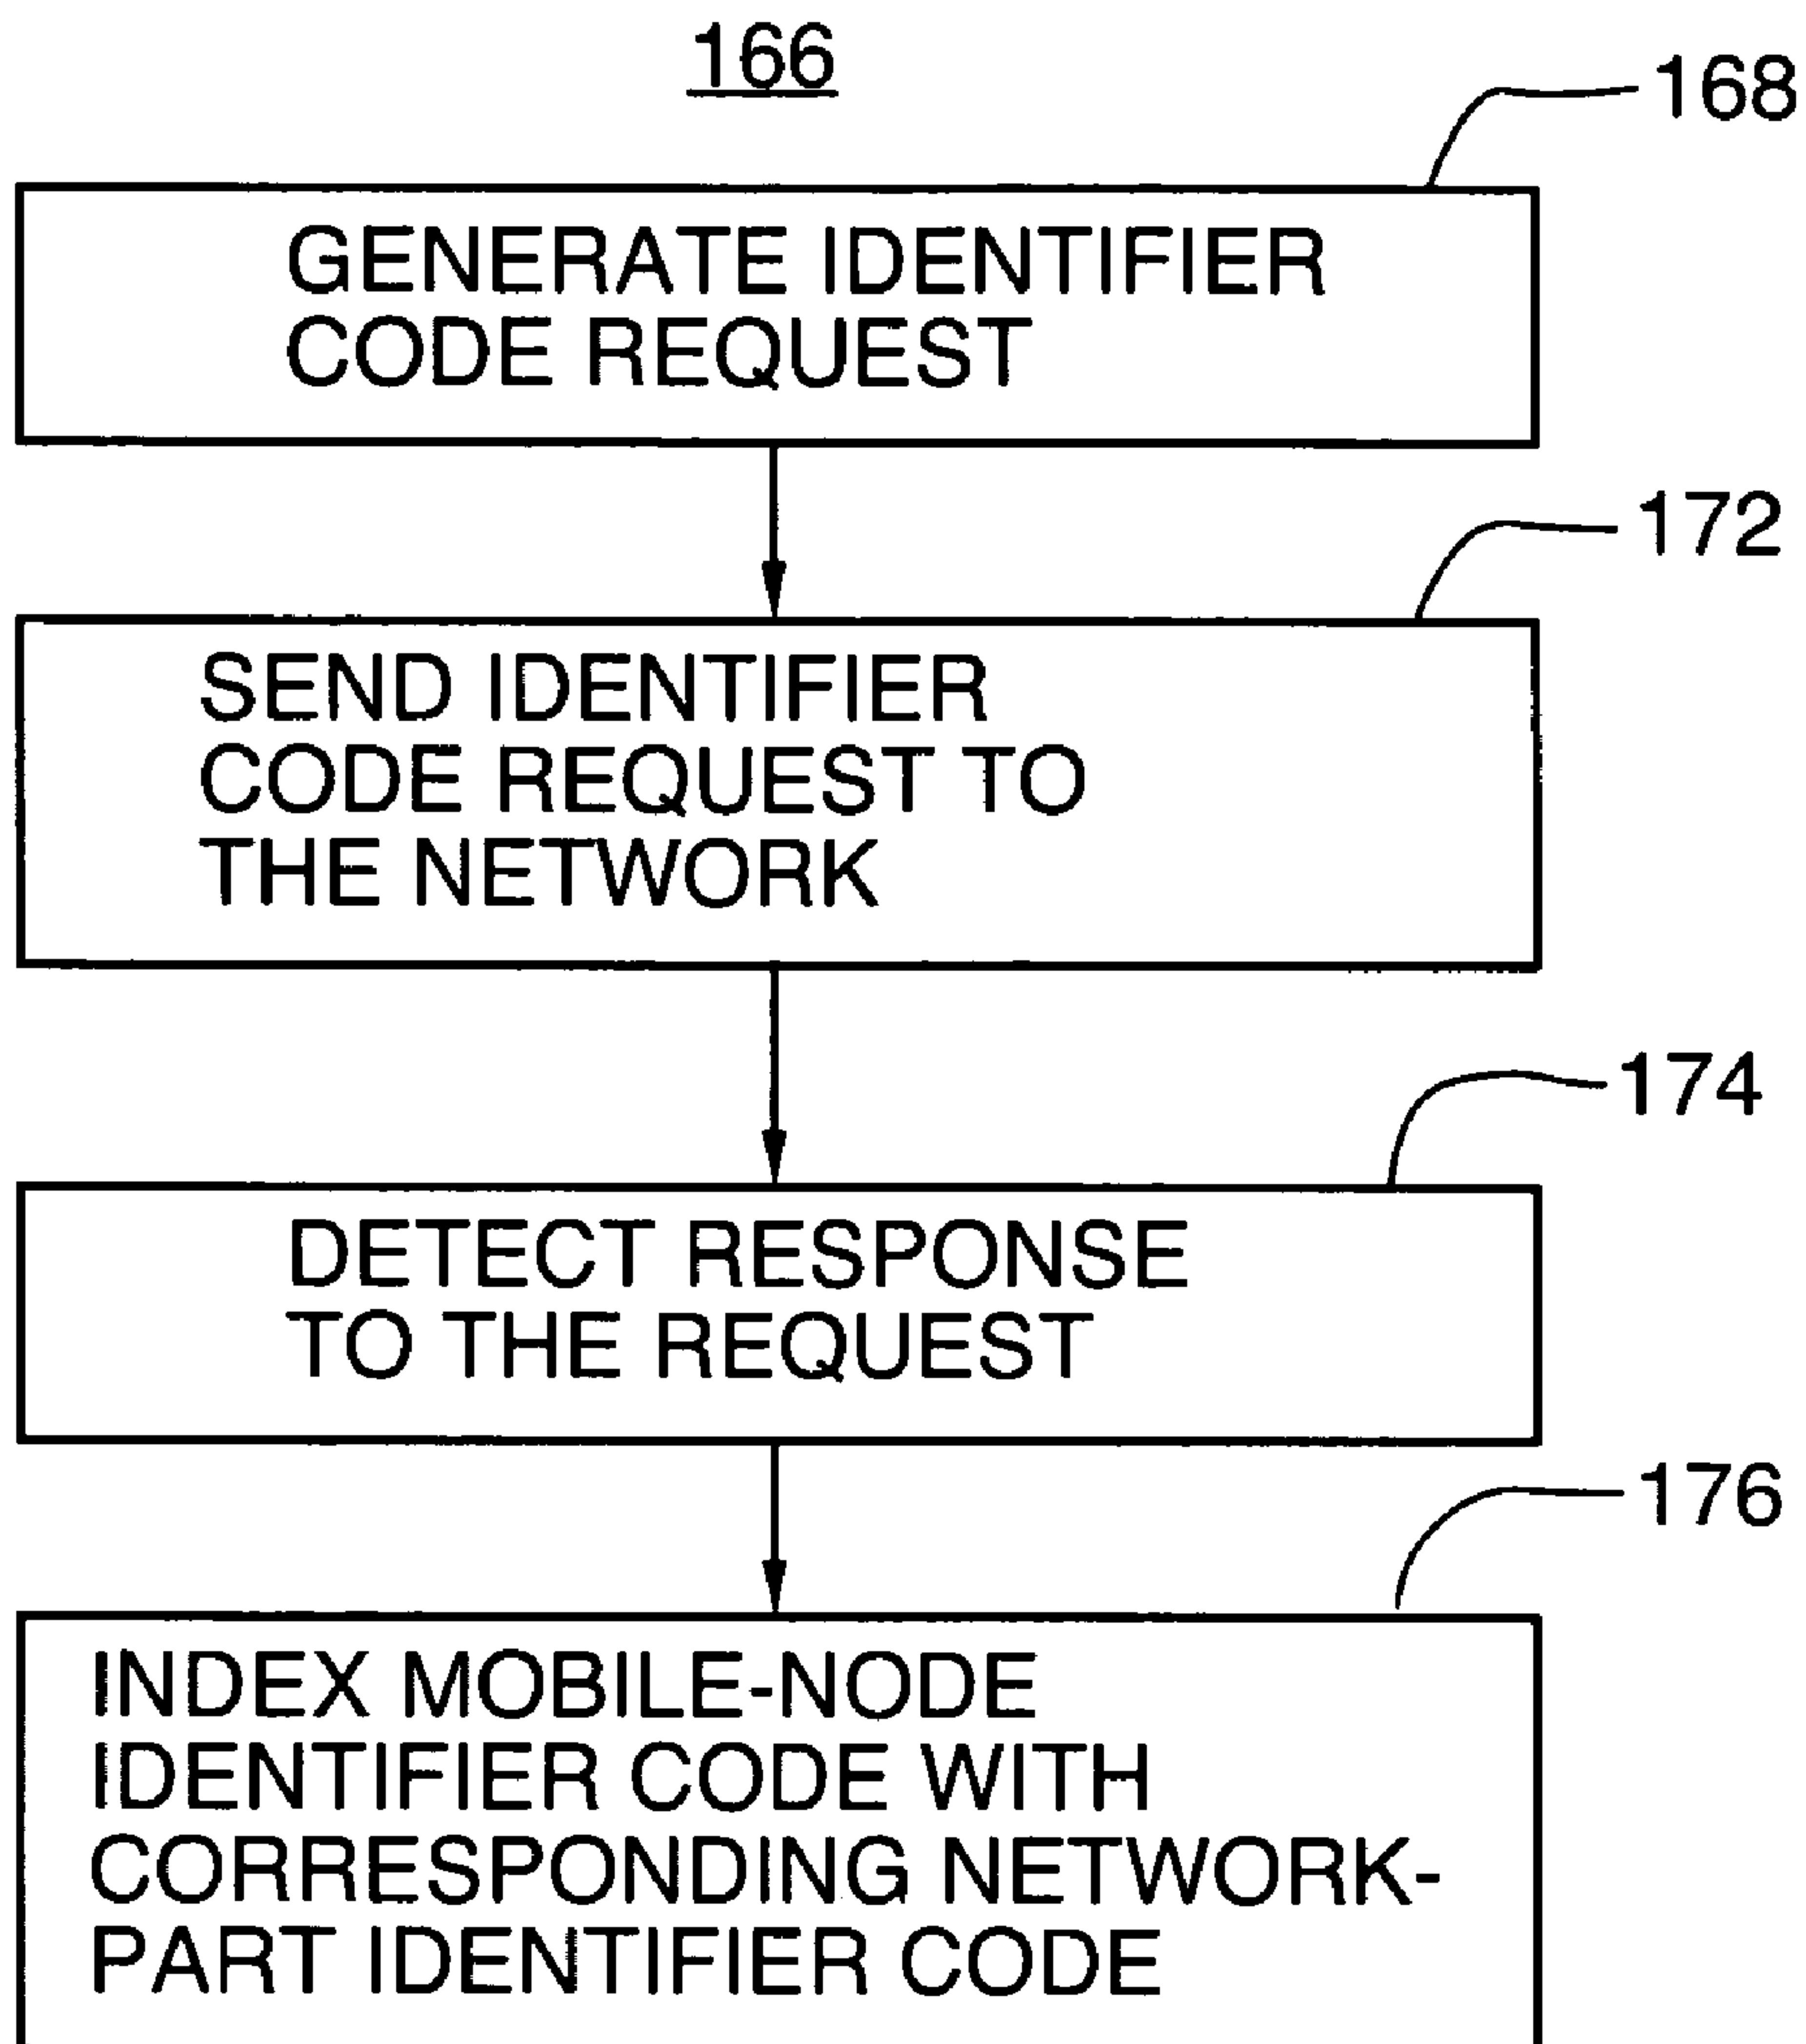 166
168
GENERATE IDENTIFIER
CODE REQUEST
172
SEND IDENTIFIER
CODE REQUEST TO
THE NETWORK
174
DETECT RESPONSE
TO THE REQUEST
176
INDEX MOBILE-NODE
IDENTIFIER CODE WITH
CORRESPONDING NETWORK-
PART IDENTIFIER CODE